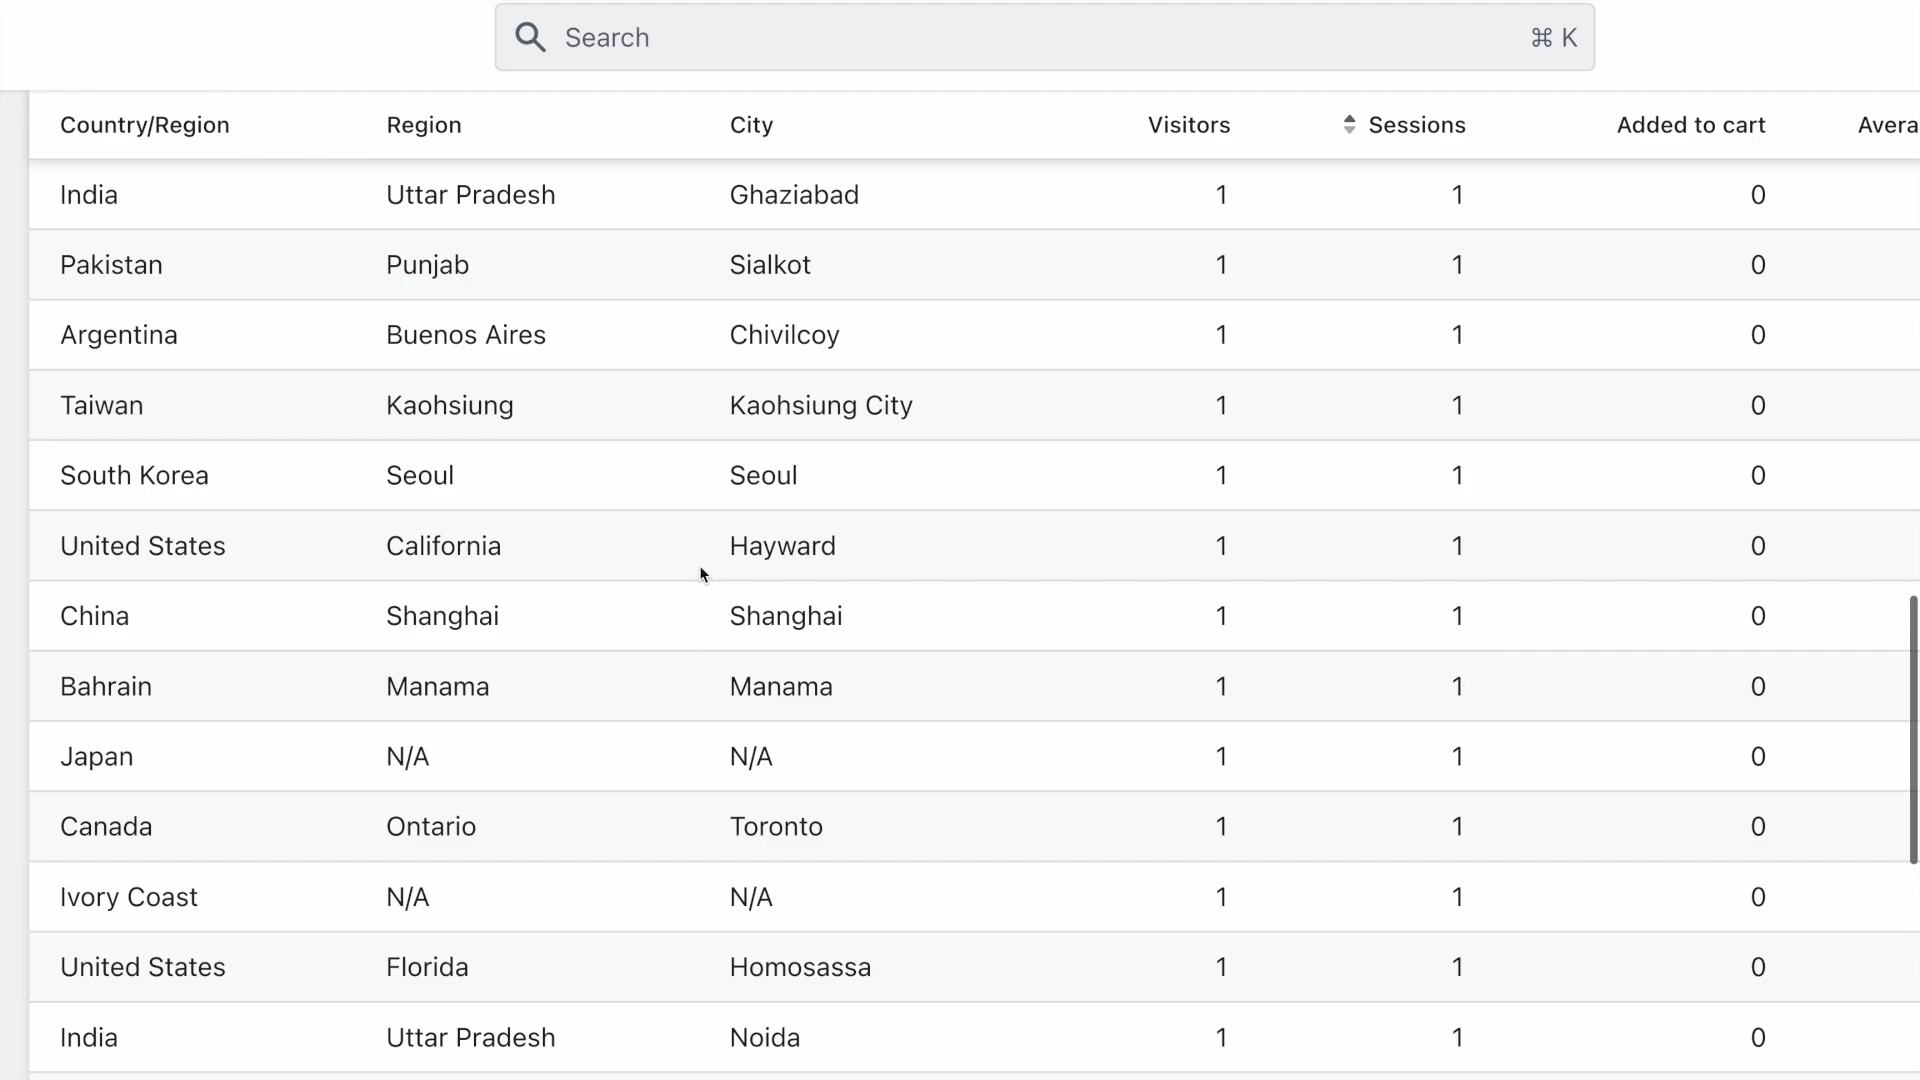 Search ⌘ K
Country/Region Region City Visitors Sessions Added to cart Avera
India Uttar Pradesh Ghaziabad 1 1 0
Pakistan Punjab Sialkot 1 1 0
Argentina Buenos Aires Chivilcoy 1 1 0
Taiwan Kaohsiung Kaohsiung City 1 1 0
South Korea Seoul Seoul 1 1 0
United States California Hayward 1 1 0
China Shanghai Shanghai 1 1 0
Bahrain Manama Manama 1 1 0
Japan N/A N/A 1 1 0
Canada Ontario Toronto 1 1 0
Ivory Coast N/A N/A 1 1 0
United States Florida Homosassa 1 1 0
India Uttar Pradesh Noida 1 1 0